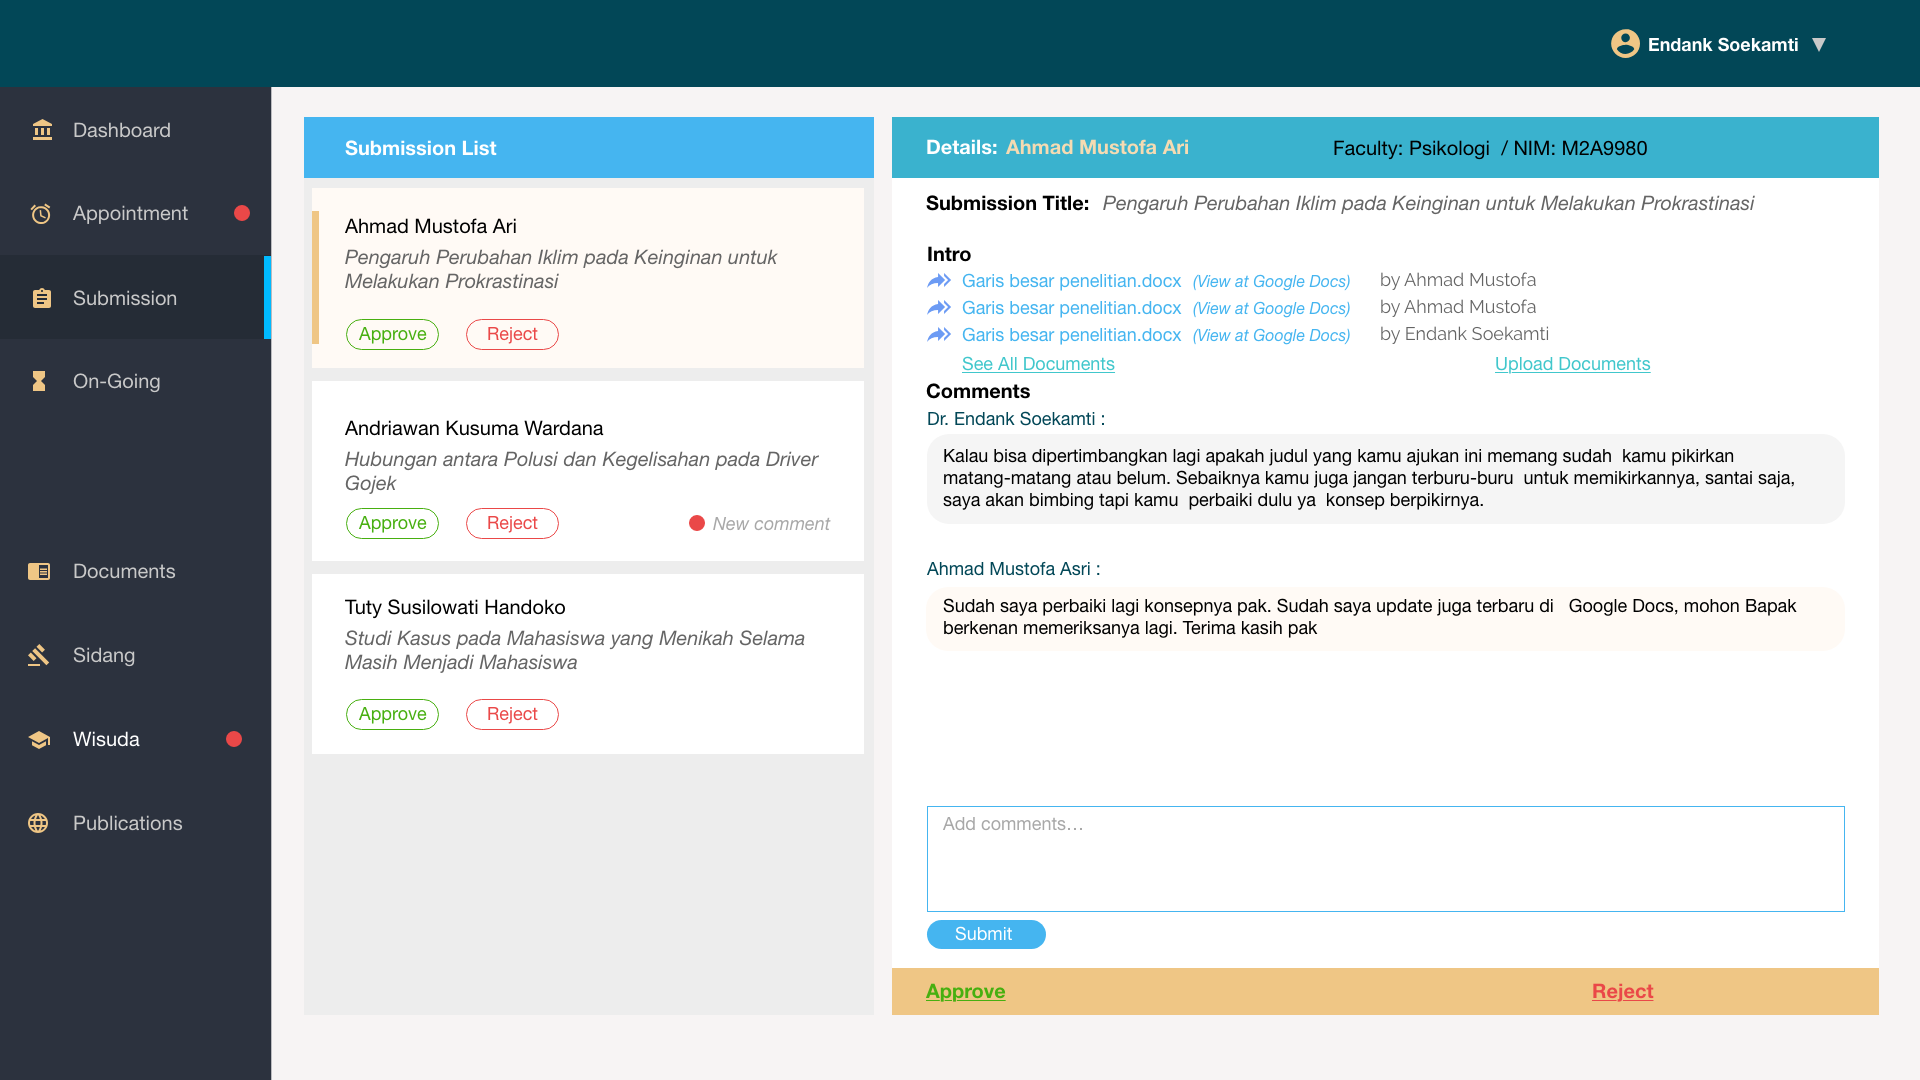 Endank Soekamti ▼
Dashboard
Appointment
Submission
On-Going
Documents
Sidang
Wisuda
Publications
Submission List
Ahmad Mustofa Ari
Pengaruh Perubahan Iklim pada Keinginan untuk
Melakukan Prokrastinasi
Approve Reject
Andriawan Kusuma Wardana
Hubungan antara Polusi dan Kegelisahan pada Driver
Gojek
Approve Reject New comment
Tuty Susilowati Handoko
Studi Kasus pada Mahasiswa yang Menikah Selama
Masih Menjadi Mahasiswa
Approve Reject
Details: Ahmad Mustofa Ari Faculty: Psikologi / NIM: M2A9980
Submission Title: Pengaruh Perubahan Iklim pada Keinginan untuk Melakukan Prokrastinasi
Intro
Garis besar penelitian.docx (View at Google Docs) by Ahmad Mustofa
Garis besar penelitian.docx (View at Google Docs) by Ahmad Mustofa
Garis besar penelitian.docx (View at Google Docs) by Endank Soekamti
See All Documents Upload Documents
Comments
Dr. Endank Soekamti :
Kalau bisa dipertimbangkan lagi apakah judul yang kamu ajukan ini memang sudah kamu pikirkan
matang-matang atau belum. Sebaiknya kamu juga jangan terburu-buru untuk memikirkannya, santai saja,
saya akan bimbing tapi kamu perbaiki dulu ya konsep berpikirnya.
Ahmad Mustofa Asri :
Sudah saya perbaiki lagi konsepnya pak. Sudah saya update juga terbaru di Google Docs, mohon Bapak
berkenan memeriksanya lagi. Terima kasih pak
Add comments…
Submit
Approve Reject